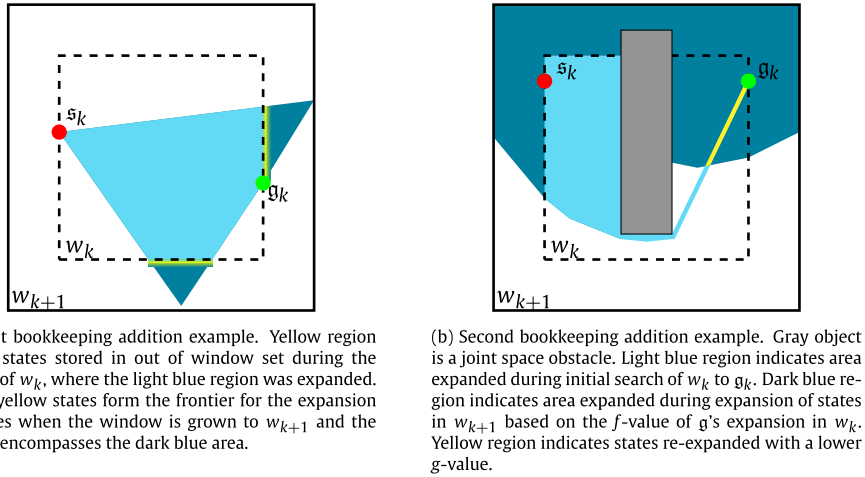 𝔰k
𝔤k
wk
wk+1
t bookkeeping addition example. Yellow region
states stored in out of window set during the
of wk, where the light blue region was expanded.
yellow states form the frontier for the expansion
es when the window is grown to wk+1 and the
encompasses the dark blue area.
𝔰k
𝔤k
wk
wk+1
(b) Second bookkeeping addition example. Gray object
is a joint space obstacle. Light blue region indicates area
expanded during initial search of wk to 𝔤k. Dark blue re-
gion indicates area expanded during expansion of states
in wk+1 based on the f-value of 𝔤's expansion in wk.
Yellow region indicates states re-expanded with a lower
g-value.